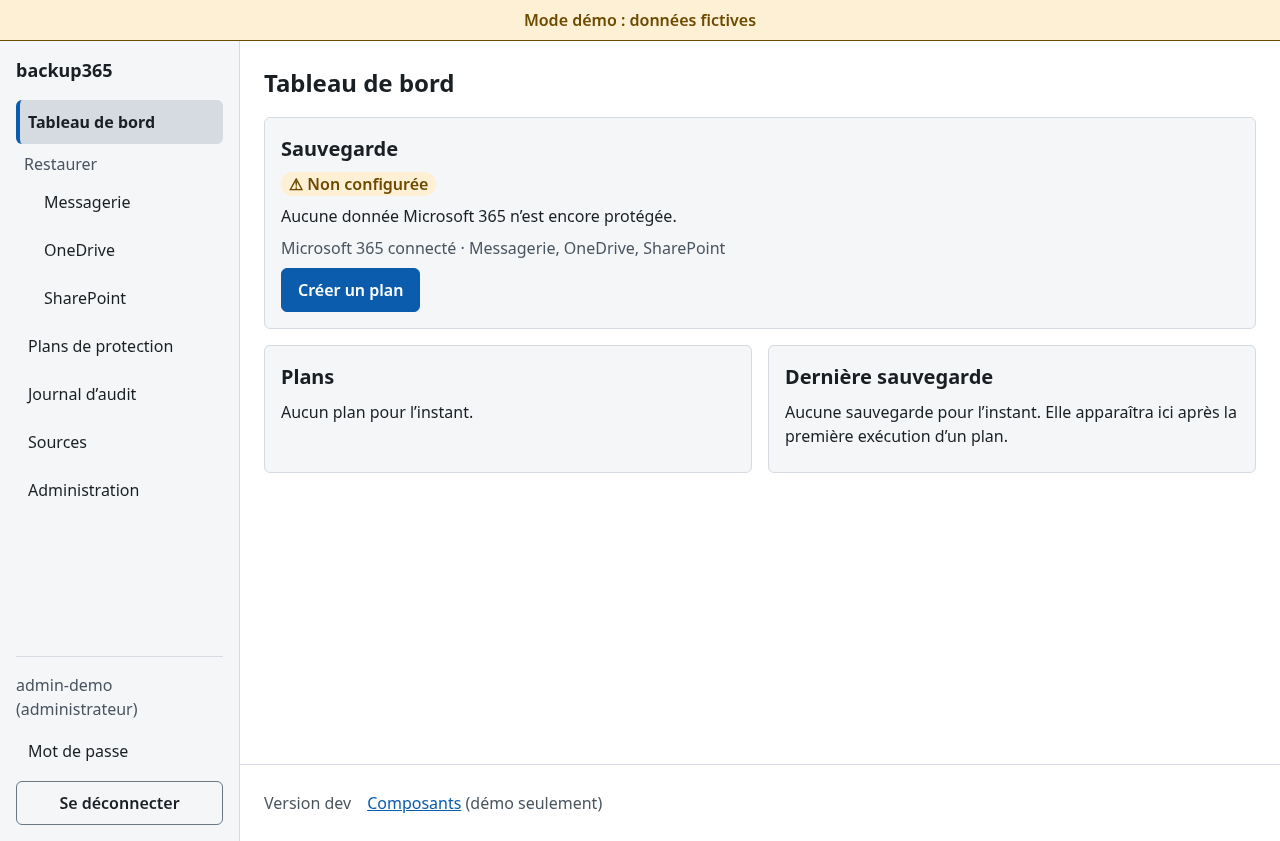 Mode démo : données fictives
backup365
Tableau de bord
Restaurer
Messagerie
OneDrive
SharePoint
Plans de protection
Journal d’audit
Sources
Administration
admin-demo
(administrateur)
Mot de passe
Se déconnecter
Tableau de bord
Sauvegarde
⚠ Non configurée
Aucune donnée Microsoft 365 n’est encore protégée.
Microsoft 365 connecté · Messagerie, OneDrive, SharePoint
Créer un plan
Plans
Aucun plan pour l’instant.
Dernière sauvegarde
Aucune sauvegarde pour l’instant. Elle apparaîtra ici après la
première exécution d’un plan.
Version dev Composants (démo seulement)